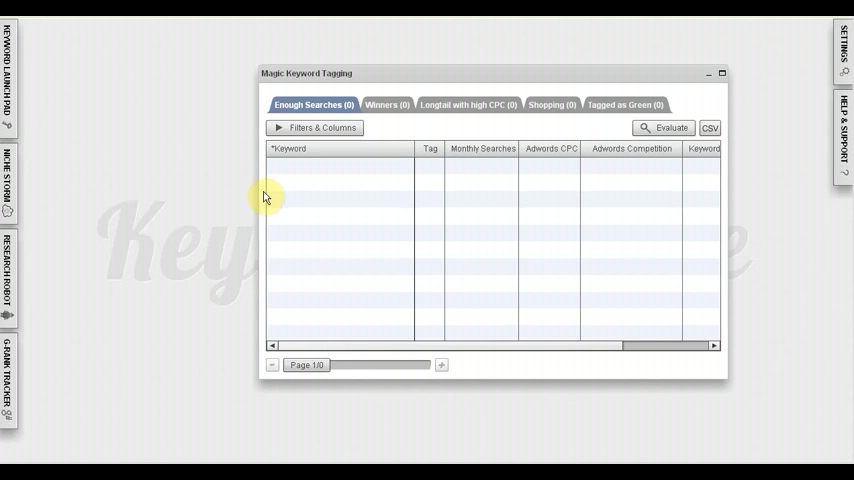 KEYWORD LAUNCH PAD
NICHE STORM
RESEARCH ROBOT
G-RANK TRACKER
Magic Keyword Tagging
Enough Searches (0) Winners (0) Longtail with high CPC (0) Shopping (0) Tagged as Green (0)
Filters & Columns Evaluate CSV
*Keyword Tag Monthly Searches Adwords CPC Adwords Competition Keyword
Page 1/0
SETTINGS
HELP & SUPPORT